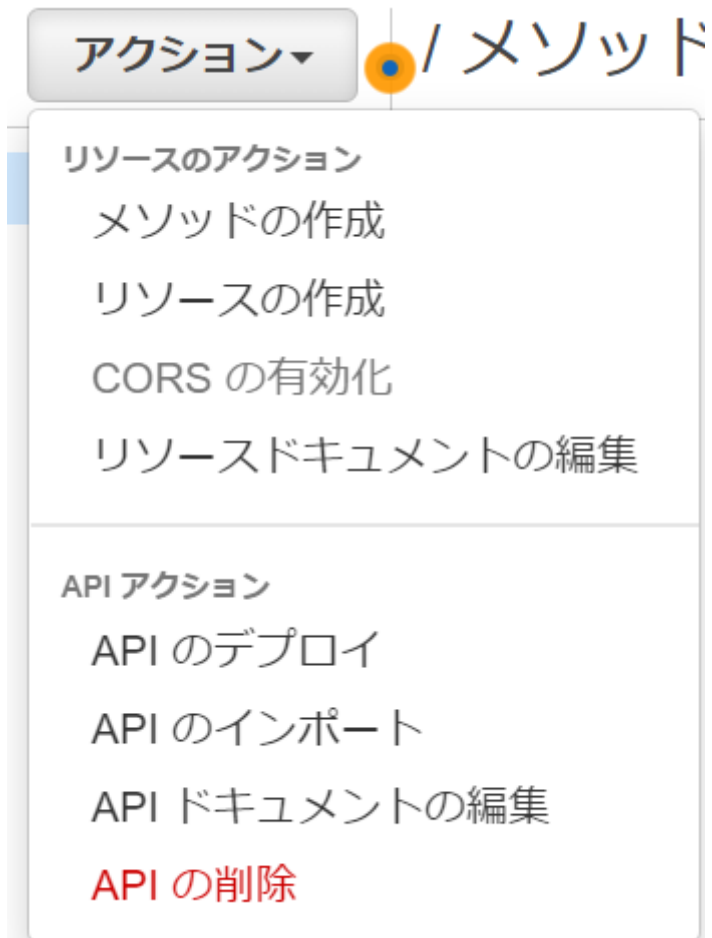 アクション
/ メソッド
リソースのアクション
メソッドの作成
リソースの作成
CORS の有効化
リソースドキュメントの編集
API アクション
API のデプロイ
API のインポート
API ドキュメントの編集
API の削除